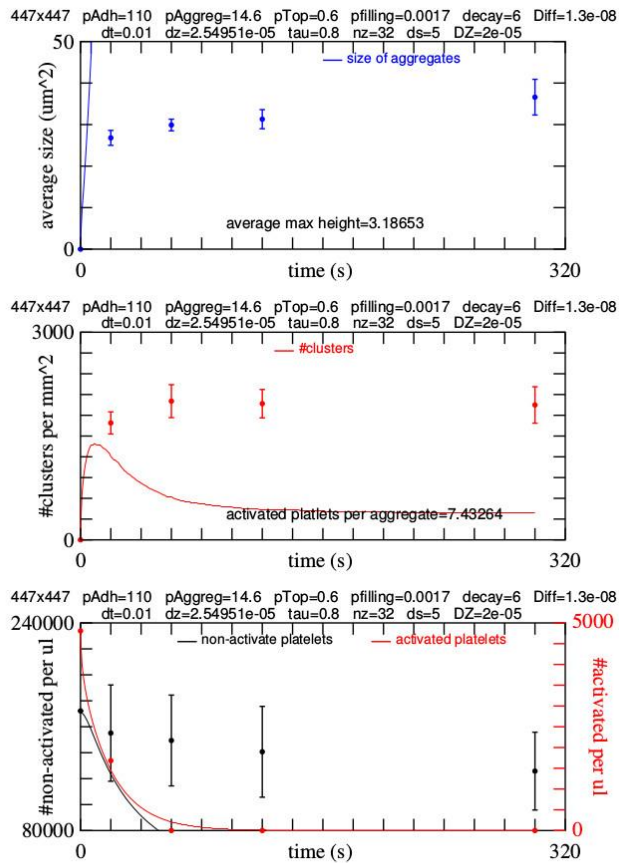 447x447 pAdh=110 pAggreg=14.6 pTop=0.6 pfilling=0.0017 decay=6 Diff=1.3e-08
dt=0.01 dz=2.54951e-05 tau=0.8 nz=32 ds=5 DZ=2e-05
50
size of aggregates
average size (um^2)
average max height=3.18653
0
0
time (s)
320
447x447 pAdh=110 pAggreg=14.6 pTop=0.6 pfilling=0.0017 decay=6 Diff=1.3e-08
dt=0.01 dz=2.54951e-05 tau=0.8 nz=32 ds=5 DZ=2e-05
3000
#clusters
#clusters per mm^2
activated platlets per aggregate=7.43264
0
0
time (s)
320
447x447 pAdh=110 pAggreg=14.6 pTop=0.6 pfilling=0.0017 decay=6 Diff=1.3e-08
dt=0.01 dz=2.54951e-05 tau=0.8 nz=32 ds=5 DZ=2e-05
240000
5000
non-activate platelets
activated platelets
#non-activated per ul
#activated per ul
80000
0
0
time (s)
320